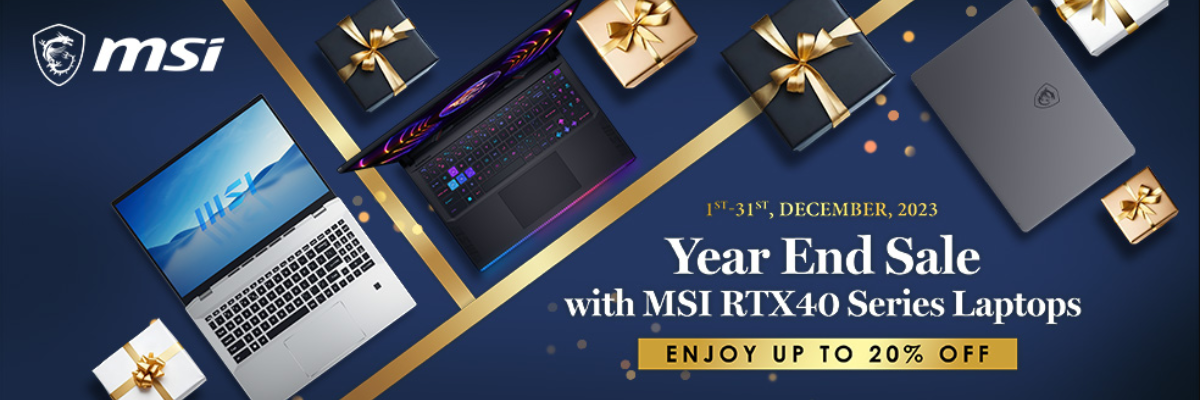 msi
msi
1ST-31ST, DECEMBER, 2023
Year End Sale
with MSI RTX40 Series Laptops
ENJOY UP TO 20% OFF